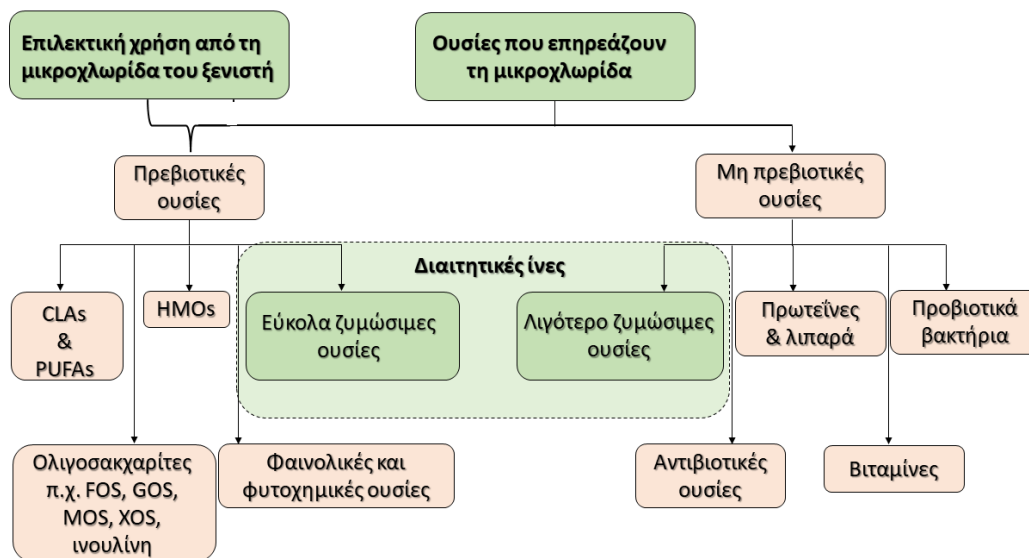 Επιλεκτική χρήση από τη
μικροχλωρίδα του ξενιστή
Ουσίες που επηρεάζουν
τη μικροχλωρίδα
Πρεβιοτικές
ουσίες
Μη πρεβιοτικές
ουσίες
Διαιτητικές ίνες
CLAs
&
PUFAs
HMOs
Εύκολα ζυμώσιμες
ουσίες
Λιγότερο ζυμώσιμες
ουσίες
Πρωτεΐνες
& λιπαρά
Προβιοτικά
βακτήρια
Ολιγοσακχαρίτες
π.χ. FOS, GOS,
MOS, XOS,
ινουλίνη
Φαινολικές και
φυτοχημικές ουσίες
Αντιβιοτικές
ουσίες
Βιταμίνες